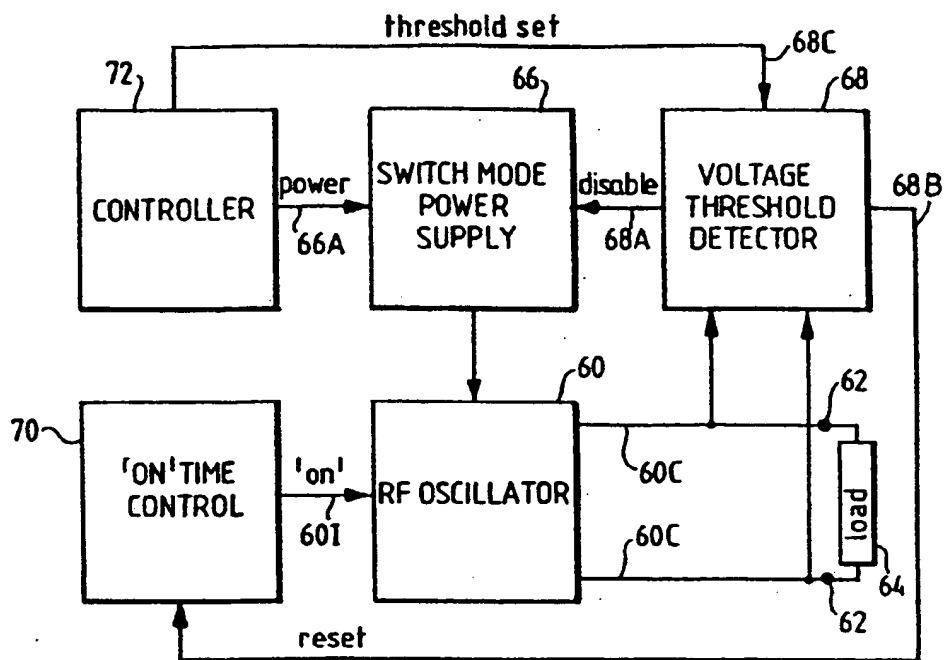 threshold set
68C
72
66
68
68B
CONTROLLER
power
66A
SWITCH MODE
POWER
SUPPLY
disable
68A
VOLTAGE
THRESHOLD
DETECTOR
70
60
62
'ON' TIME
CONTROL
'on'
60I
RF OSCILLATOR
60C
60C
load
64
62
reset